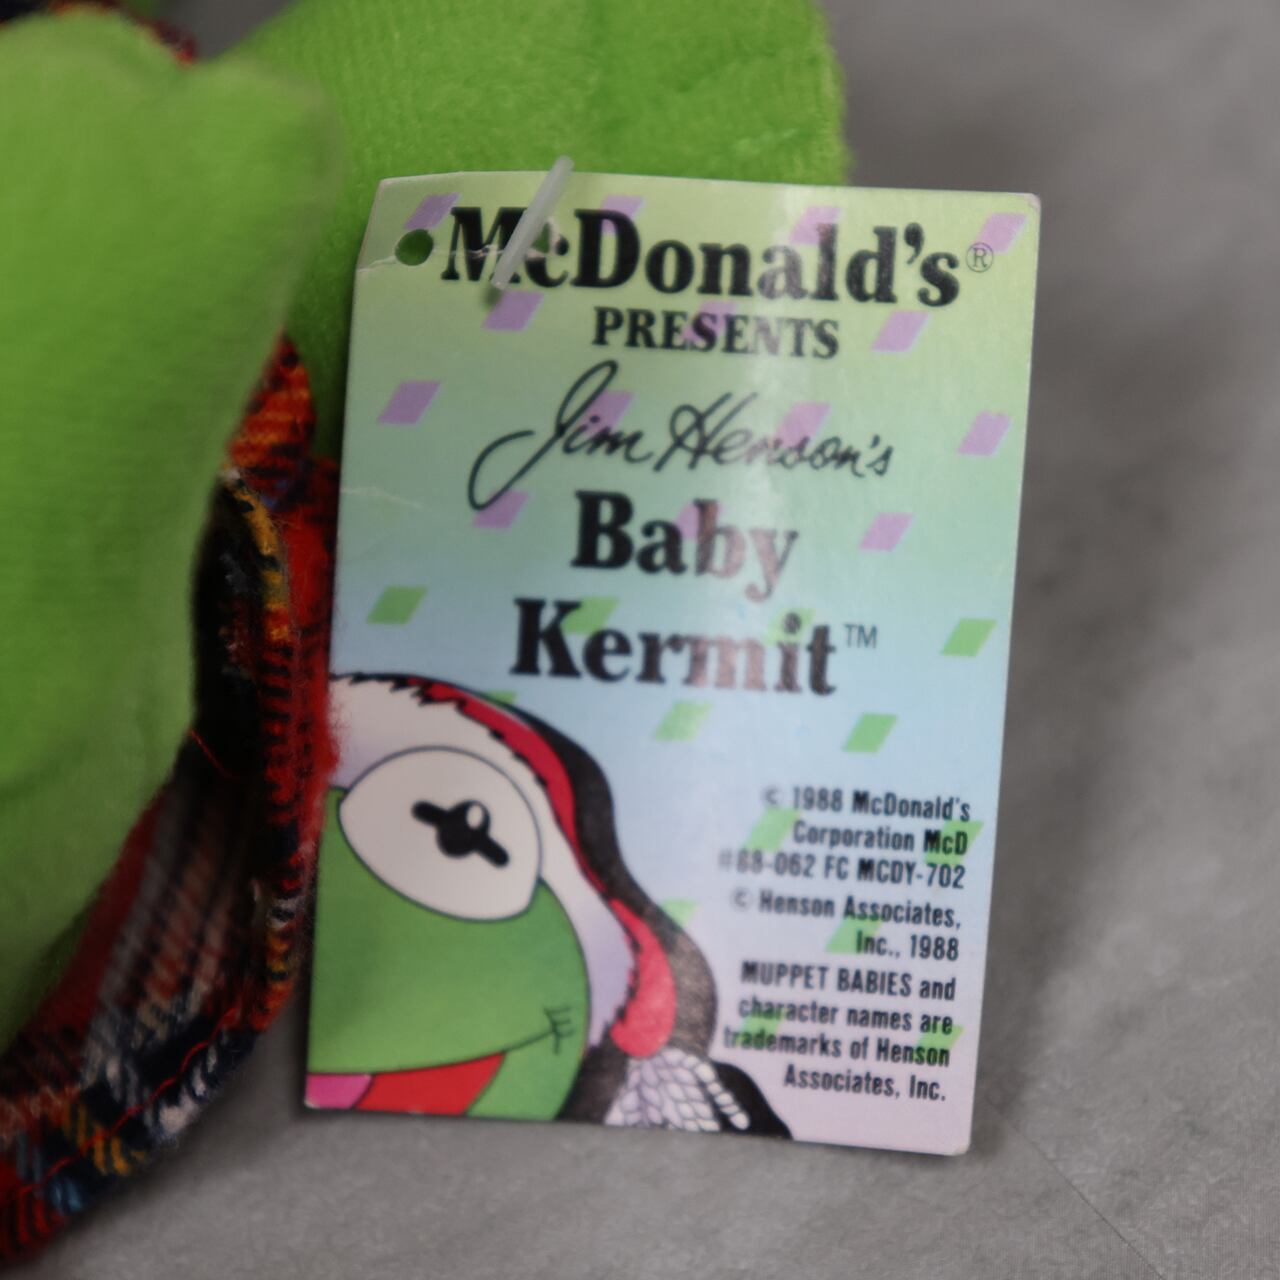 McDonald's®
PRESENTS
Jim Henson's
Baby
Kermit™
© 1988 McDonald's
Corporation McD
#88-062 FC MCDY-702
© Henson Associates,
Inc., 1988
MUPPET BABIES and
character names are
trademarks of Henson
Associates, Inc.